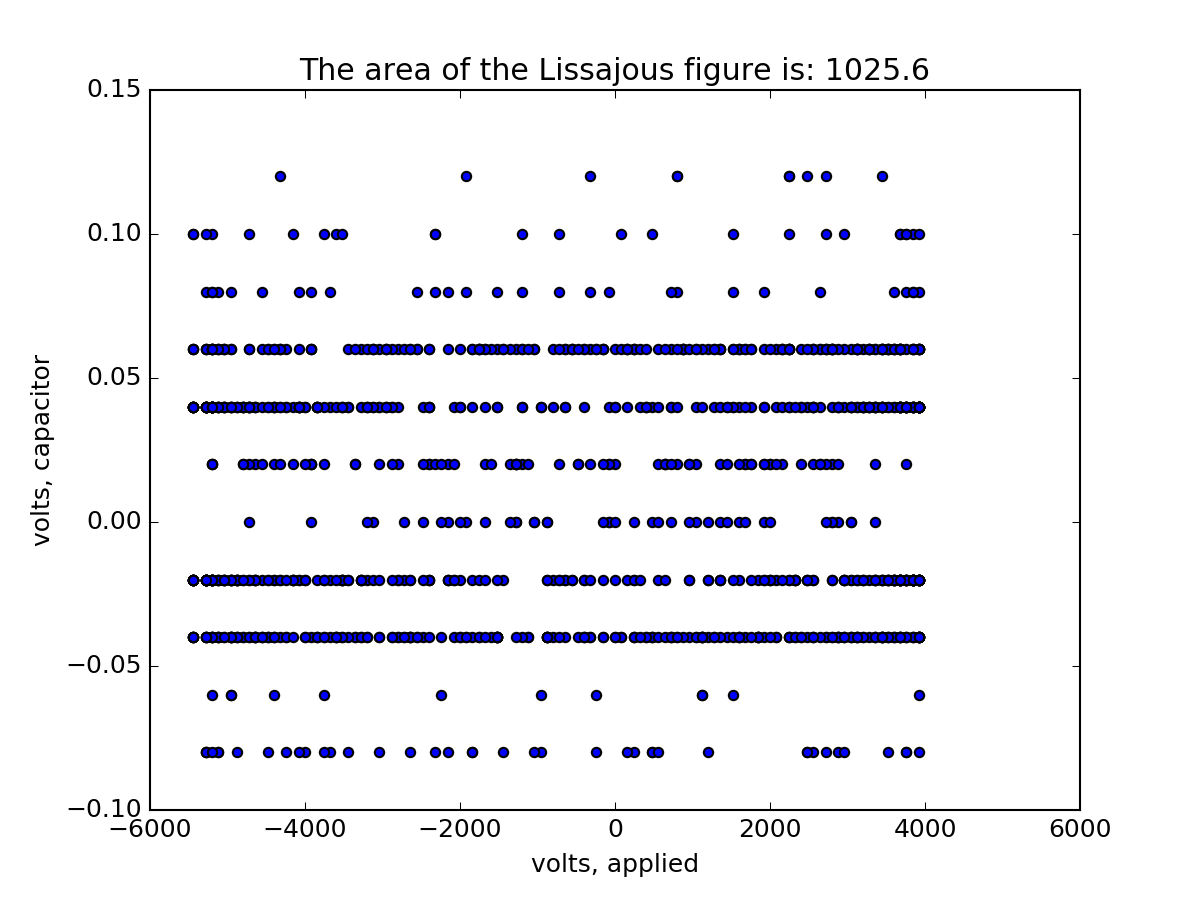 The area of the Lissajous figure is: 1025.6
0.15
0.10
0.05
0.00
−0.05
−0.10
volts, capacitor
−6000 −4000 −2000 0 2000 4000 6000
volts, applied